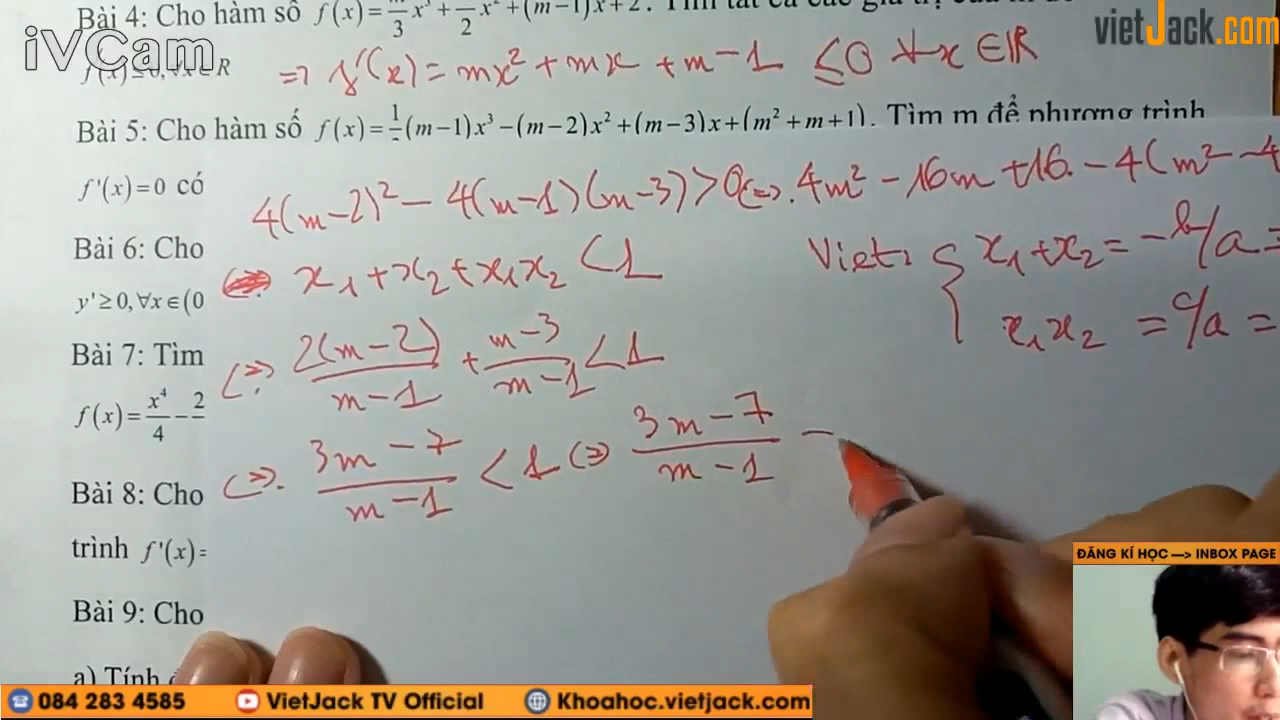 Bài 4: Cho hàm số f(x)=m/3 x³+m/2 x²+(m−1)x+2.
iVCam
vietJack.com
f'(x)≤0,∀x∈R
=> f'(x) = mx² + mx + m−1 ≤0 ∀x ∈ℝ
Bài 5: Cho hàm số f(x)=1/3(m−1)x³−(m−2)x²+(m−3)x+(m²+m+1). Tìm m để phương trình
f'(x)=0 có
4(m−2)² − 4(m−1)(m−3) > 0 <=> 4m² − 16m + 16 − 4(m² − 4
Bài 6: Cho
x₁ + x₂ + x₁x₂ < 1
Viet: { x₁+x₂ = −b/a =
x₁x₂ = c/a =
y'≥0,∀x∈(0
Bài 7: Tìm
<=> 2(m−2)/(m−1) + (m−3)/(m−1) < 1
f(x)=x⁴/4−2
<=> (3m−7)/(m−1) < 1 <=> (3m−7)/(m−1) −
Bài 8: Cho
trình f'(x)=
Bài 9: Cho
a) Tính
ĐĂNG KÍ HỌC —> INBOX PAGE
084 283 4585
VietJack TV Official
Khoahoc.vietjack.com